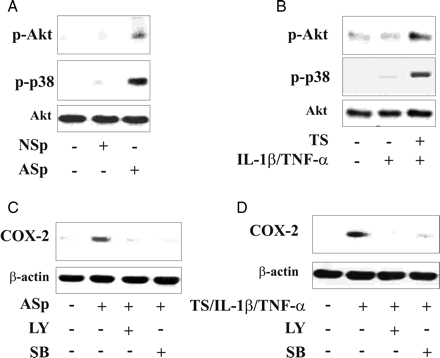 A
p-Akt
p-p38
Akt
NSp - + -
ASp - - +
B
p-Akt
p-p38
Akt
TS - - +
IL-1β/TNF-α - + +
C
COX-2
β-actin
ASp - + + +
LY - - + -
SB - - - +
D
COX-2
β-actin
TS/IL-1β/TNF-α - + + +
LY - - + -
SB - - - +